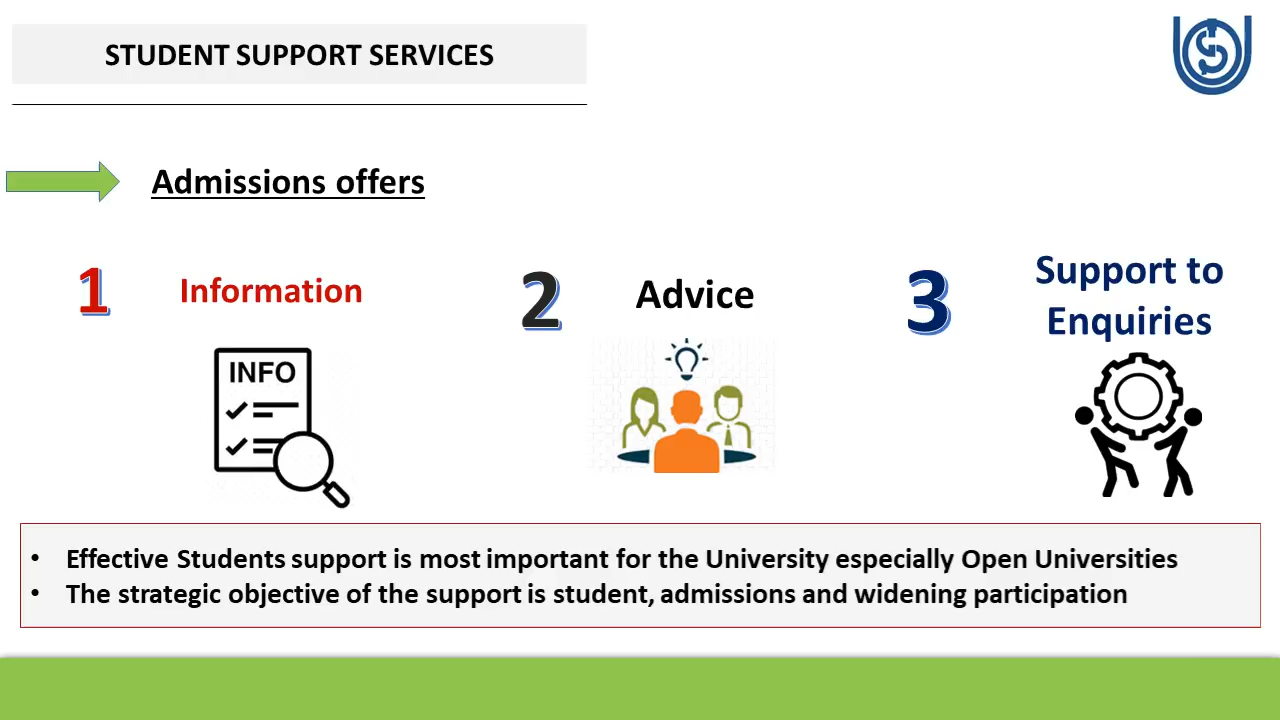 STUDENT SUPPORT SERVICES
Admissions offers
1 Information
2 Advice
3 Support to
Enquiries
INFO
• Effective Students support is most important for the University especially Open Universities
• The strategic objective of the support is student, admissions and widening participation